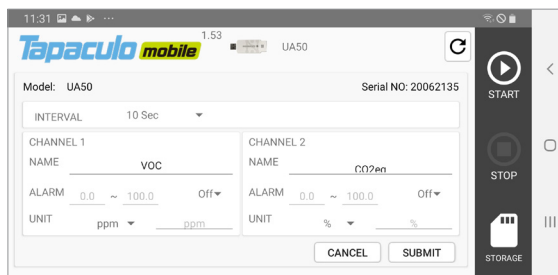 11:31
Tapaculo mobile 1.53
UA50
Model: UA50 Serial NO: 20062135
INTERVAL 10 Sec
CHANNEL 1
NAME VOC
ALARM 0.0 ~ 100.0 Off
UNIT ppm ppm
CHANNEL 2
NAME CO2eq
ALARM 0.0 ~ 100.0 Off
UNIT % %
CANCEL SUBMIT
START
STOP
STORAGE